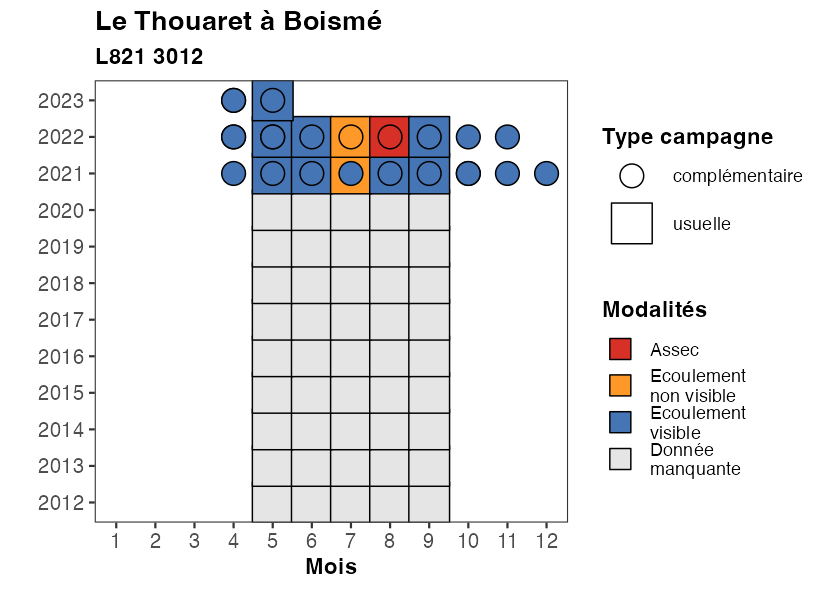 Le Thouaret à Boismé
L821 3012
2023
2022
2021
2020
2019
2018
2017
2016
2015
2014
2013
2012
1 2 3 4 5 6 7 8 9 10 11 12
Mois
Type campagne
complémentaire
usuelle
Modalités
Assec
Ecoulement
non visible
Ecoulement
visible
Donnée
manquante